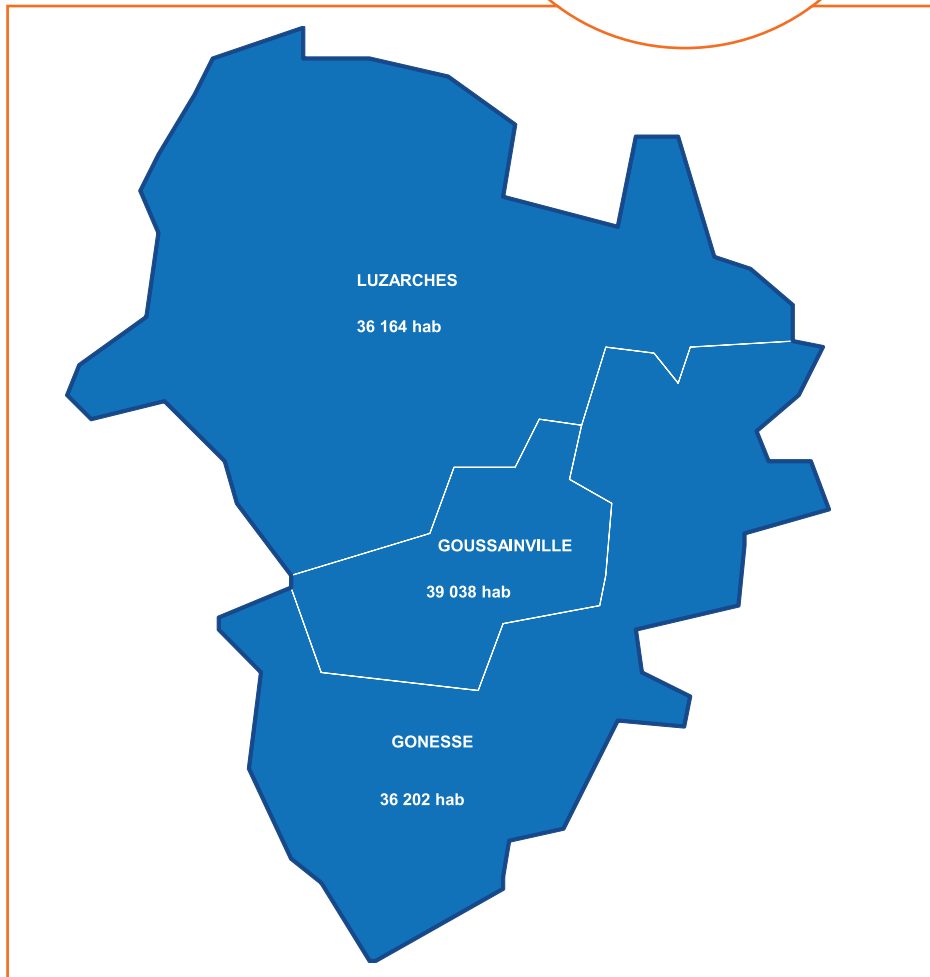 LUZARCHES
36 164 hab
GOUSSAINVILLE
39 038 hab
GONESSE
36 202 hab